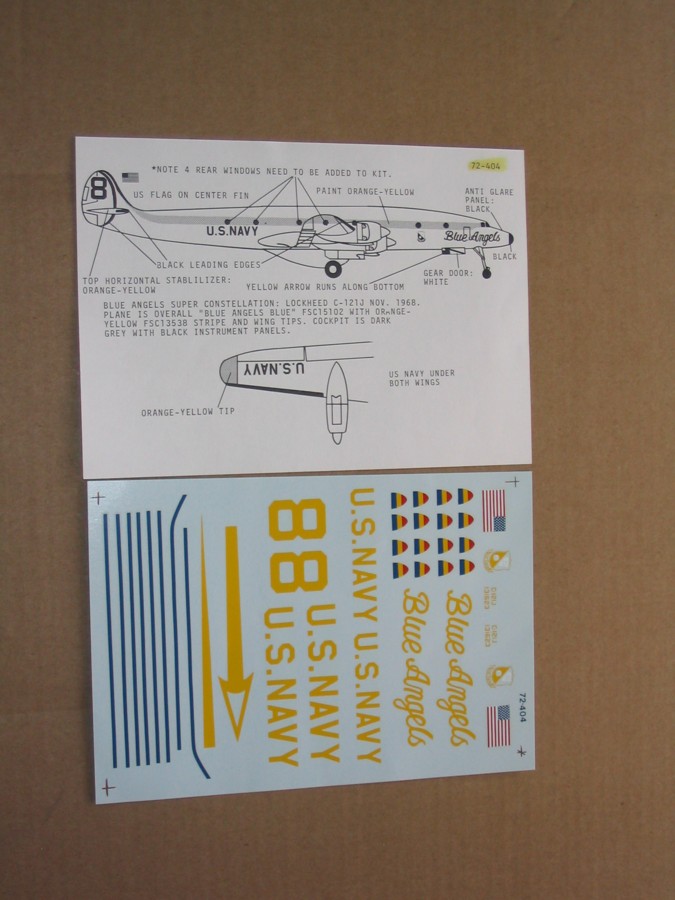 72-404
*NOTE 4 REAR WINDOWS NEED TO BE ADDED TO KIT.
US FLAG ON CENTER FIN
PAINT ORANGE-YELLOW
ANTI GLARE
PANEL:
BLACK
8
U.S.NAVY
Blue Angels
BLACK
BLACK LEADING EDGES
TOP HORIZONTAL STABLILIZER:
ORANGE-YELLOW
YELLOW ARROW RUNS ALONG BOTTOM
GEAR DOOR:
WHITE
BLUE ANGELS SUPER CONSTELLATION: LOCKHEED C-121J NOV. 1968.
PLANE IS OVERALL "BLUE ANGELS BLUE" FSC15102 WITH ORANGE-
YELLOW FSC13538 STRIPE AND WING TIPS. COCKPIT IS DARK
GREY WITH BLACK INSTRUMENT PANELS.
U.S.NAVY
US NAVY UNDER
BOTH WINGS
ORANGE-YELLOW TIP
88
U.S.NAVY
U.S.NAVY
U.S.NAVY U.S.NAVY
Blue Angels
Blue Angels
C121J
C121J
72-404